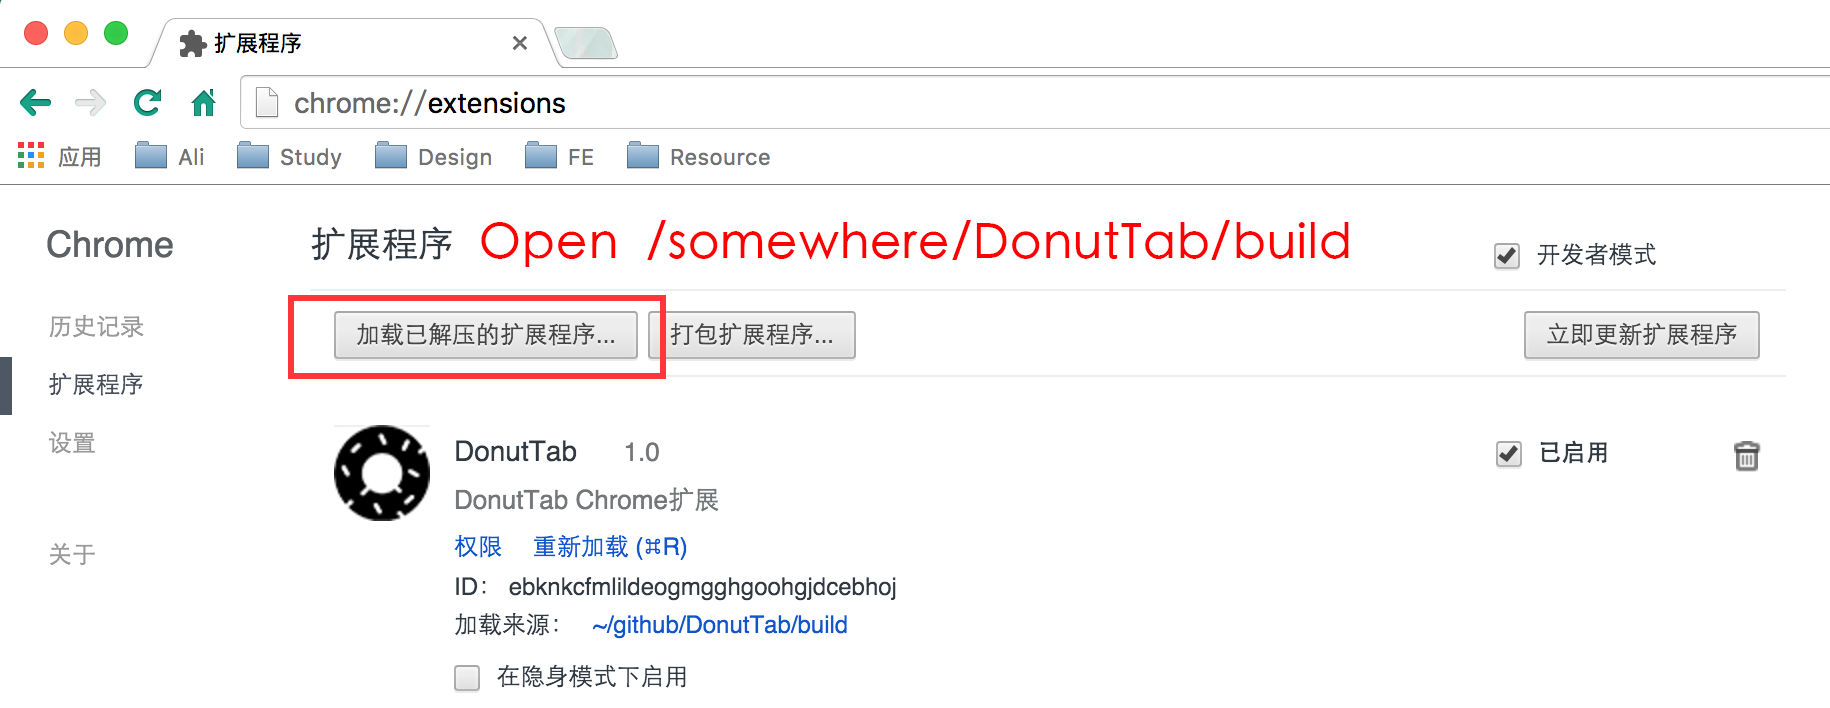 扩展程序
chrome://extensions
应用 Ali Study Design FE Resource
Chrome
扩展程序 Open /somewhere/DonutTab/build
开发者模式
历史记录
加载已解压的扩展程序... 打包扩展程序... 立即更新扩展程序
扩展程序
设置
关于
DonutTab 1.0
已启用
DonutTab Chrome扩展
权限 重新加载 (⌘R)
ID： ebknkcfmlildeogmgghgoohgjdcebhoj
加载来源： ~/github/DonutTab/build
在隐身模式下启用